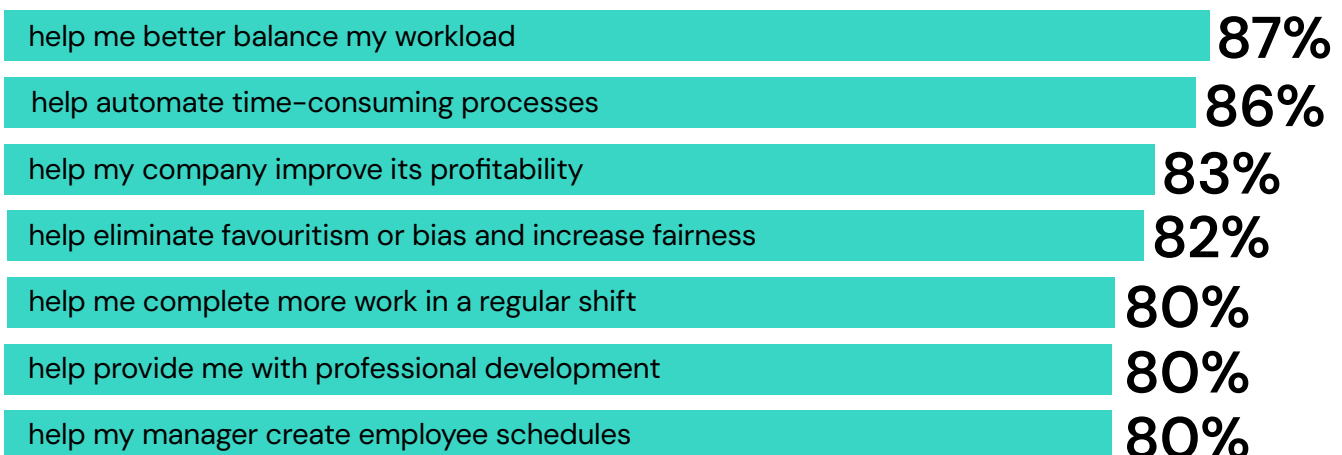 help me better balance my workload 87%
help automate time-consuming processes 86%
help my company improve its profitability 83%
help eliminate favouritism or bias and increase fairness 82%
help me complete more work in a regular shift 80%
help provide me with professional development 80%
help my manager create employee schedules 80%